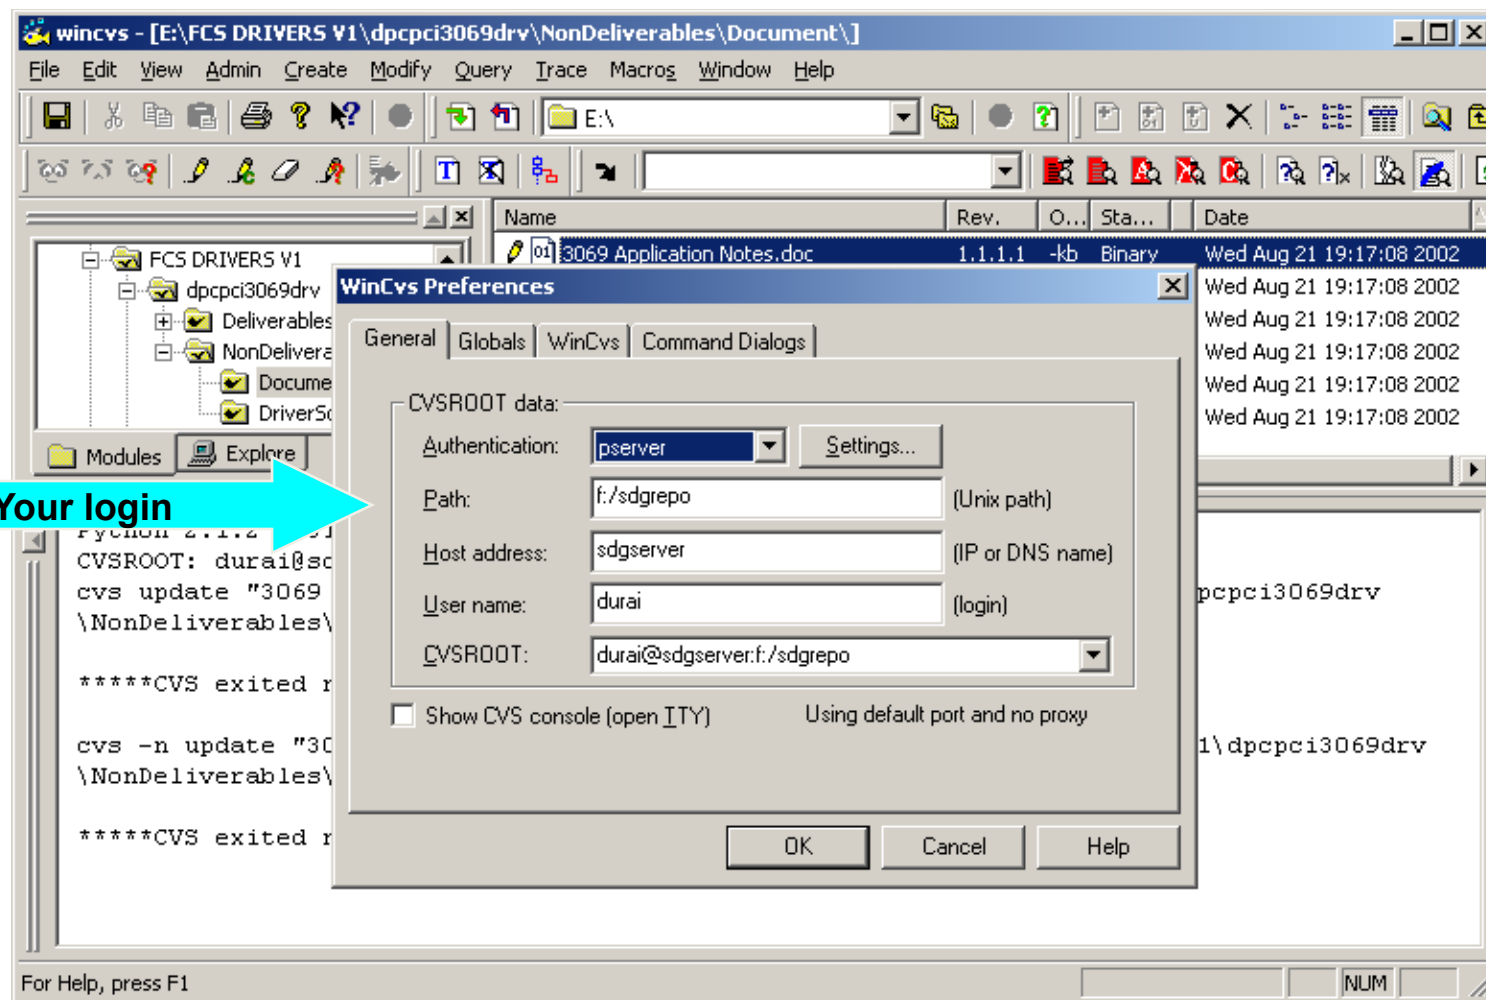 wincvs - [E:\FCS DRIVERS V1\dpcpci3069drv\NonDeliverables\Document\]
File Edit View Admin Create Modify Query Trace Macros Window Help
E:\
Name Rev. O... Sta... Date
FCS DRIVERS V1
dpcpci3069drv
Deliverables
NonDelivera
Docume
DriverSo
Modules Explore
3069 Application Notes.doc 1.1.1.1 -kb Binary Wed Aug 21 19:17:08 2002
Wed Aug 21 19:17:08 2002
Wed Aug 21 19:17:08 2002
Wed Aug 21 19:17:08 2002
Wed Aug 21 19:17:08 2002
Wed Aug 21 19:17:08 2002
WinCvs Preferences
General Globals WinCvs Command Dialogs
CVSROOT data:
Authentication: pserver Settings...
Path: f:/sdgrepo (Unix path)
Host address: sdgserver (IP or DNS name)
User name: durai (login)
CVSROOT: durai@sdgserver:f:/sdgrepo
Show CVS console (open TTY) Using default port and no proxy
OK Cancel Help
Your login
CVSROOT: durai@sd
cvs update "3069 pcpci3069drv
\NonDeliverables\
*****CVS exited n
cvs -n update "30 1\dpcpci3069drv
\NonDeliverables\
*****CVS exited n
For Help, press F1 NUM